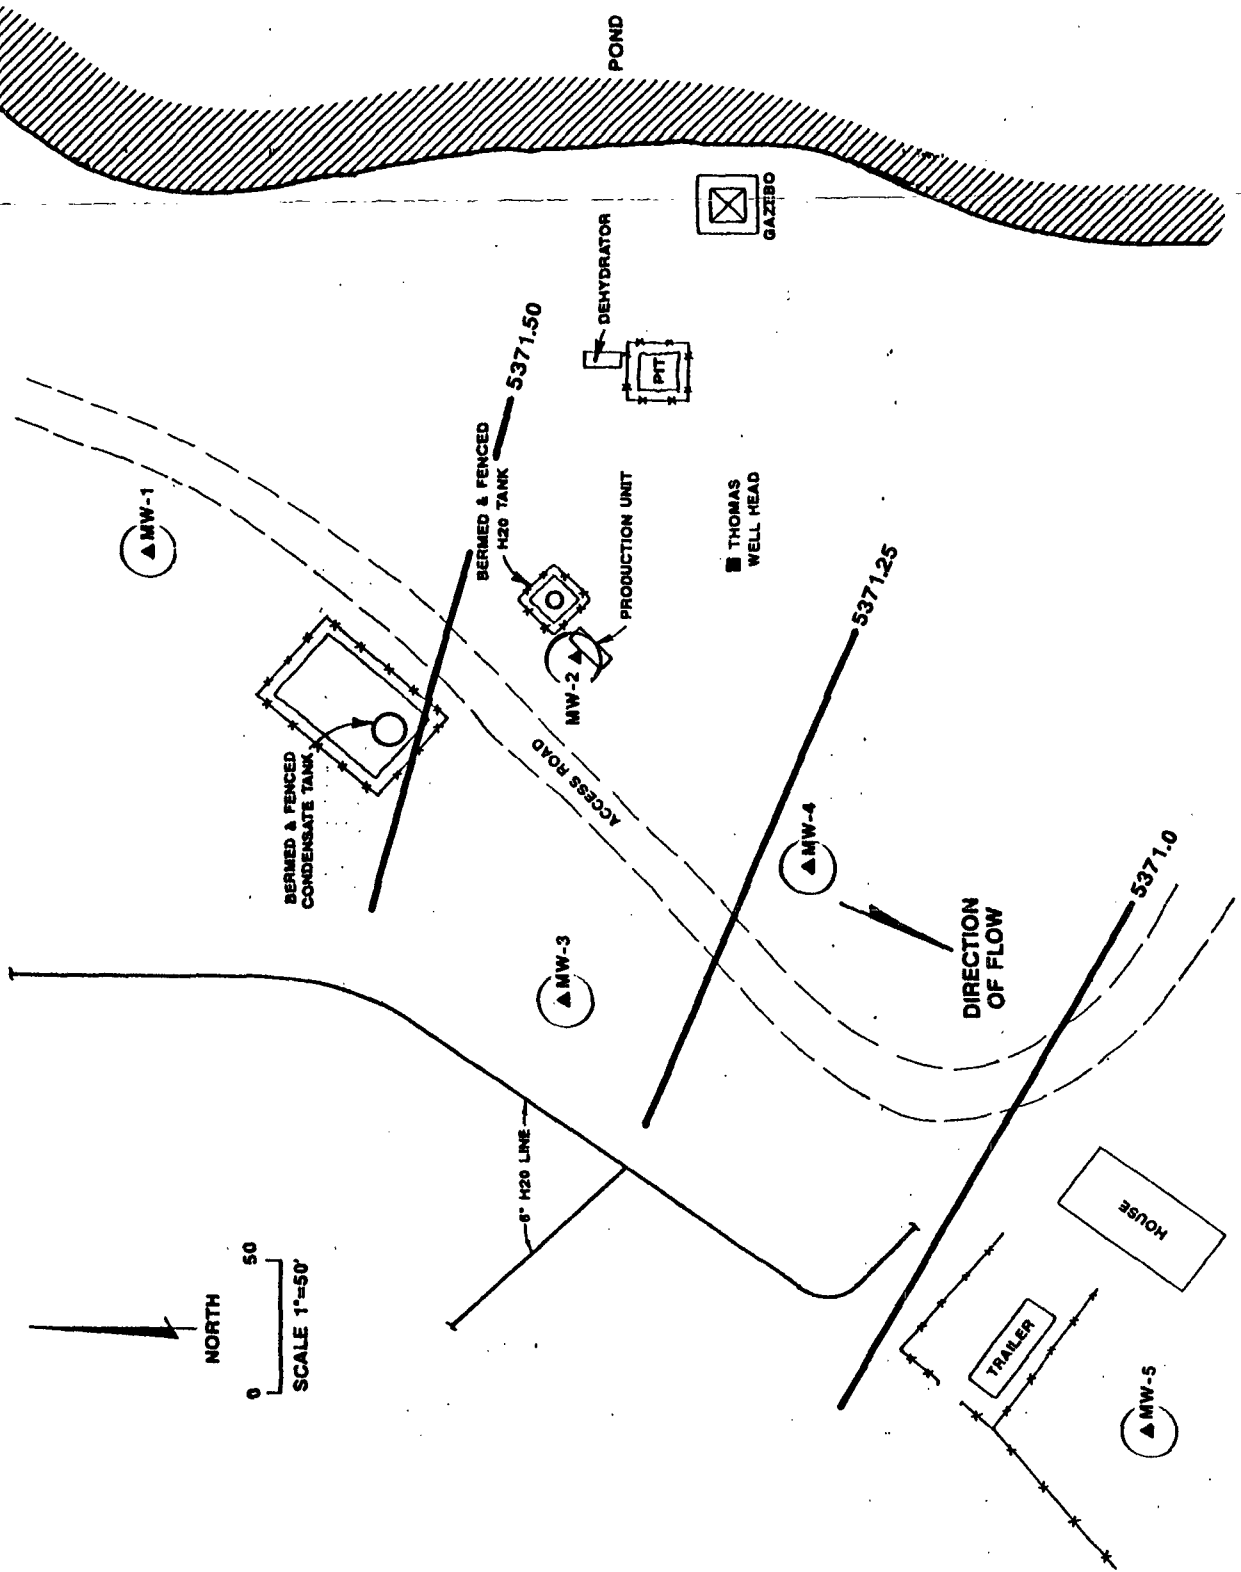 POND
GAZEBO
DEHYDRATOR
PIT
5371.50
BERMED & FENCED
H20 TANK
PRODUCTION UNIT
THOMAS
WELL HEAD
MW-1
MW-2
BERMED & FENCED
CONDENSATE TANK
ACCESS ROAD
5371.25
MW-4
MW-3
DIRECTION
OF FLOW
5371.0
6" H20 LINE
HOUSE
TRAILER
MW-5
NORTH
0 50
SCALE 1"=50'